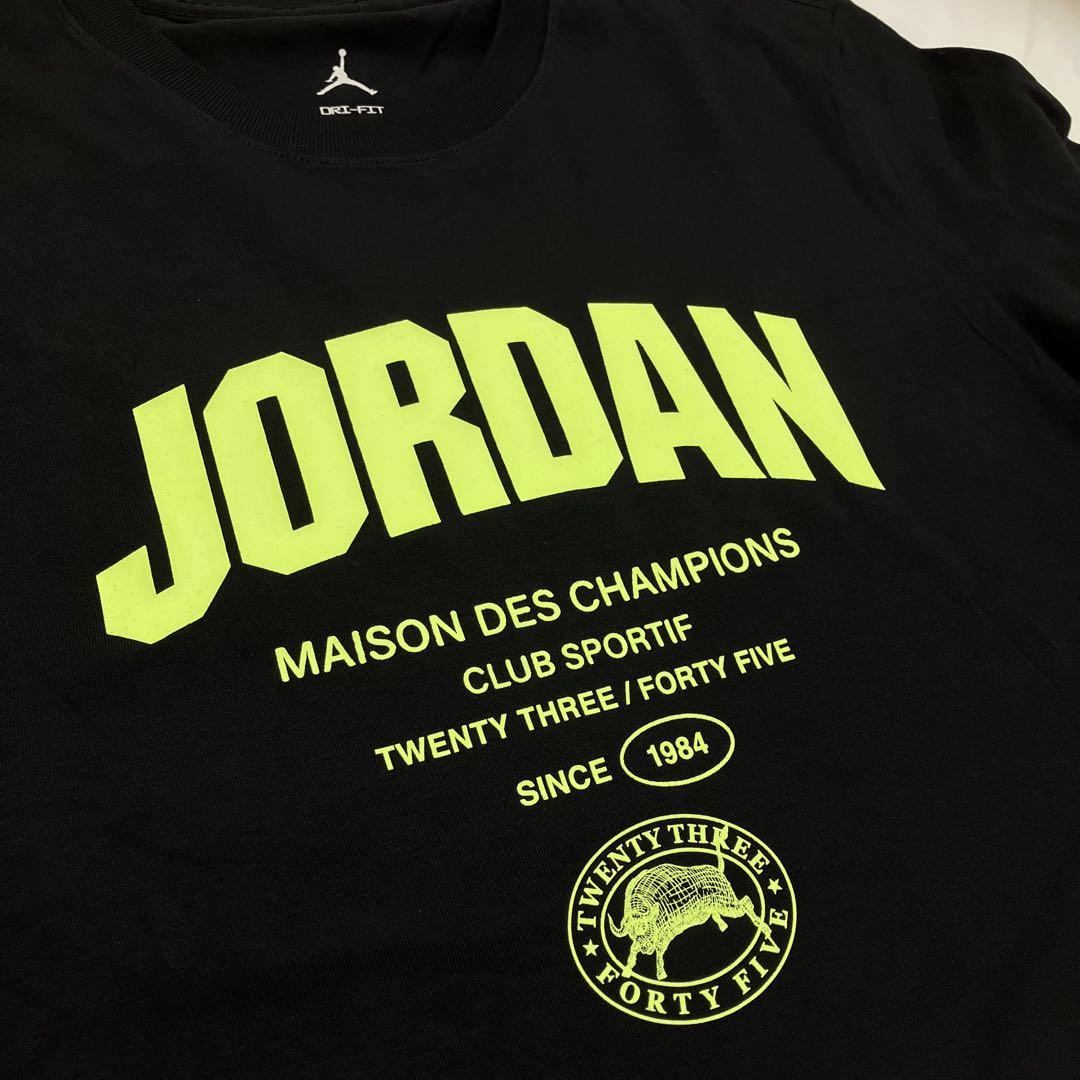 DRI-FIT
JORDAN
MAISON DES CHAMPIONS
CLUB SPORTIF
TWENTY THREE / FORTY FIVE
SINCE 1984
TWENTY THREE
FORTY FIVE